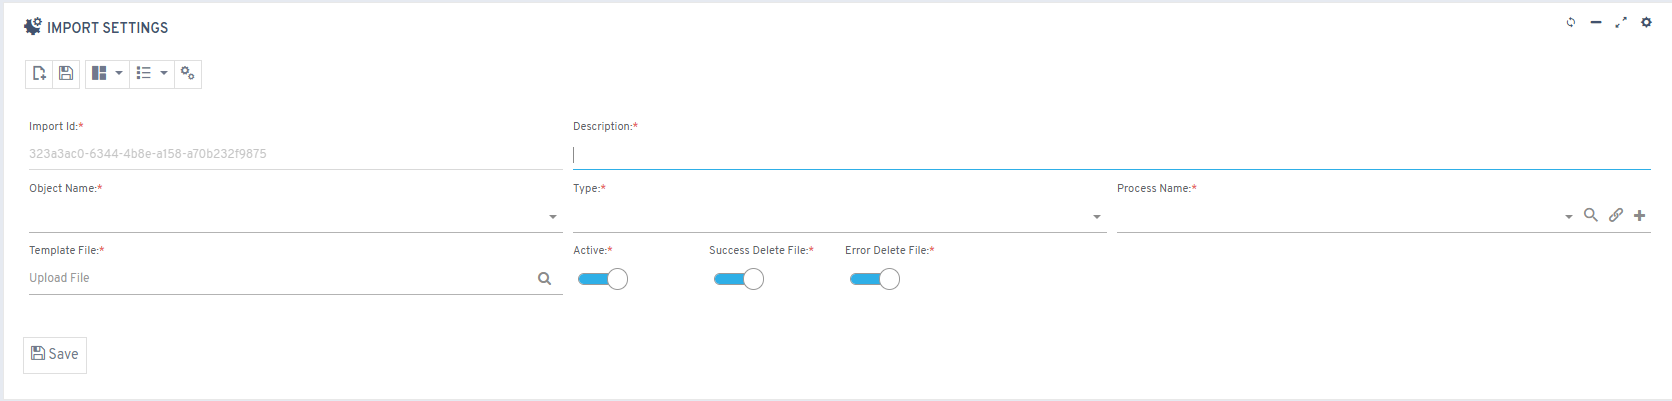 IMPORT SETTINGS
Import Id:* Description:*
323a3ac0-6344-4b8e-a158-a70b232f9875
Object Name:* Type:* Process Name:*
Template File:* Active:* Success Delete File:* Error Delete File:*
Upload File
Save